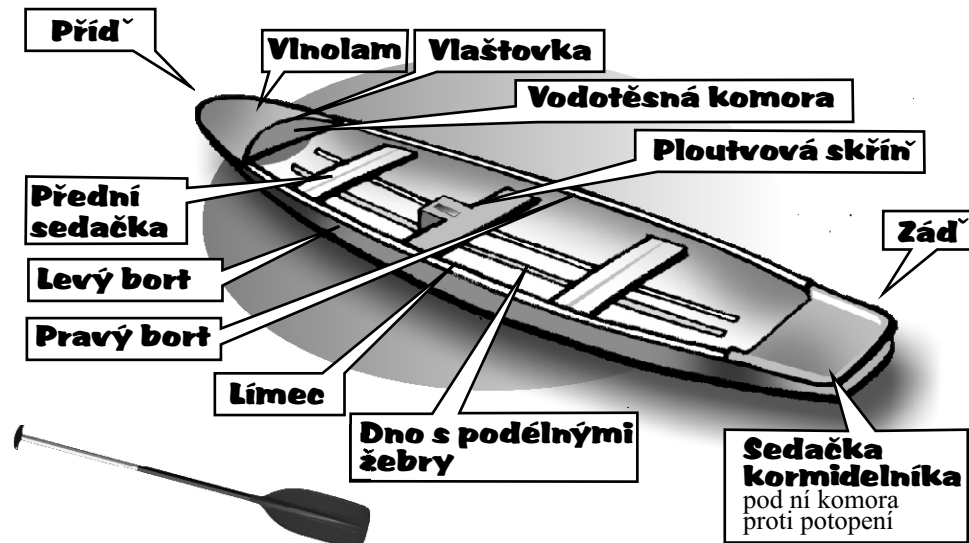 Příď
Vlnolam
Vlaštovka
Vodotěsná komora
Ploutvová skříň
Přední
sedačka
Záď
Levý bort
Pravý bort
Límec
Dno s podélnými
žebry
Sedačka
kormidelníka
pod ní komora
proti potopení